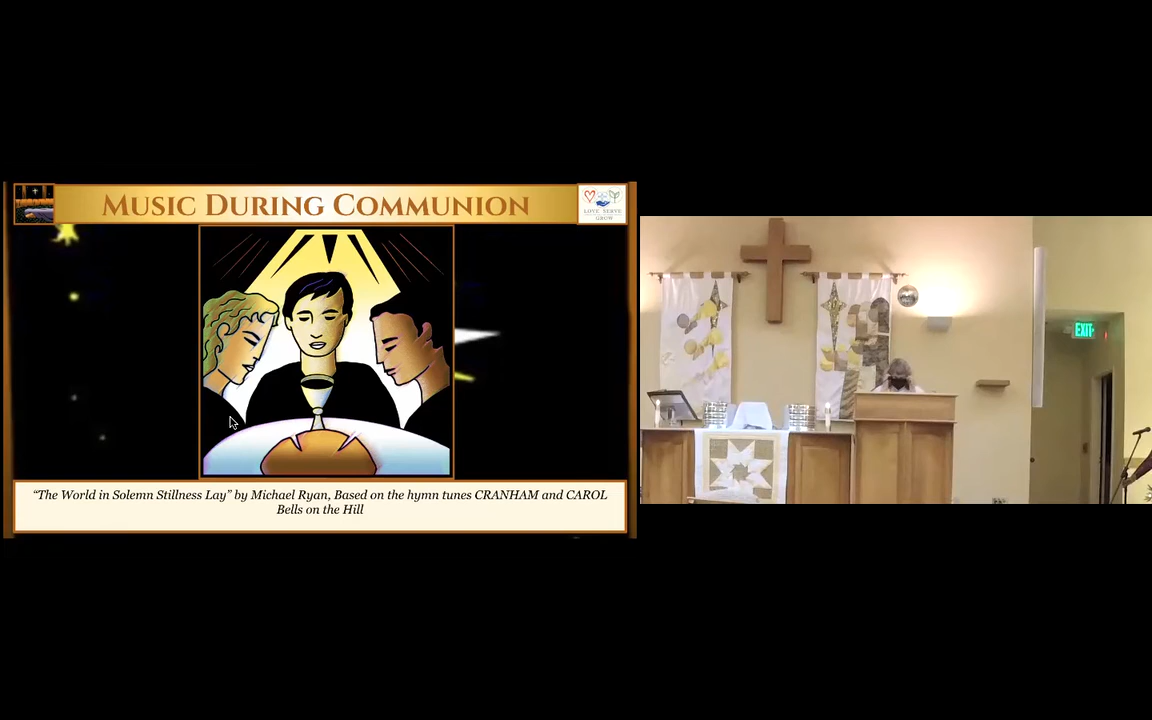 MUSIC DURING COMMUNION
LOVE SERVE
GROW
“The World in Solemn Stillness Lay” by Michael Ryan, Based on the hymn tunes CRANHAM and CAROL
Bells on the Hill
EXIT